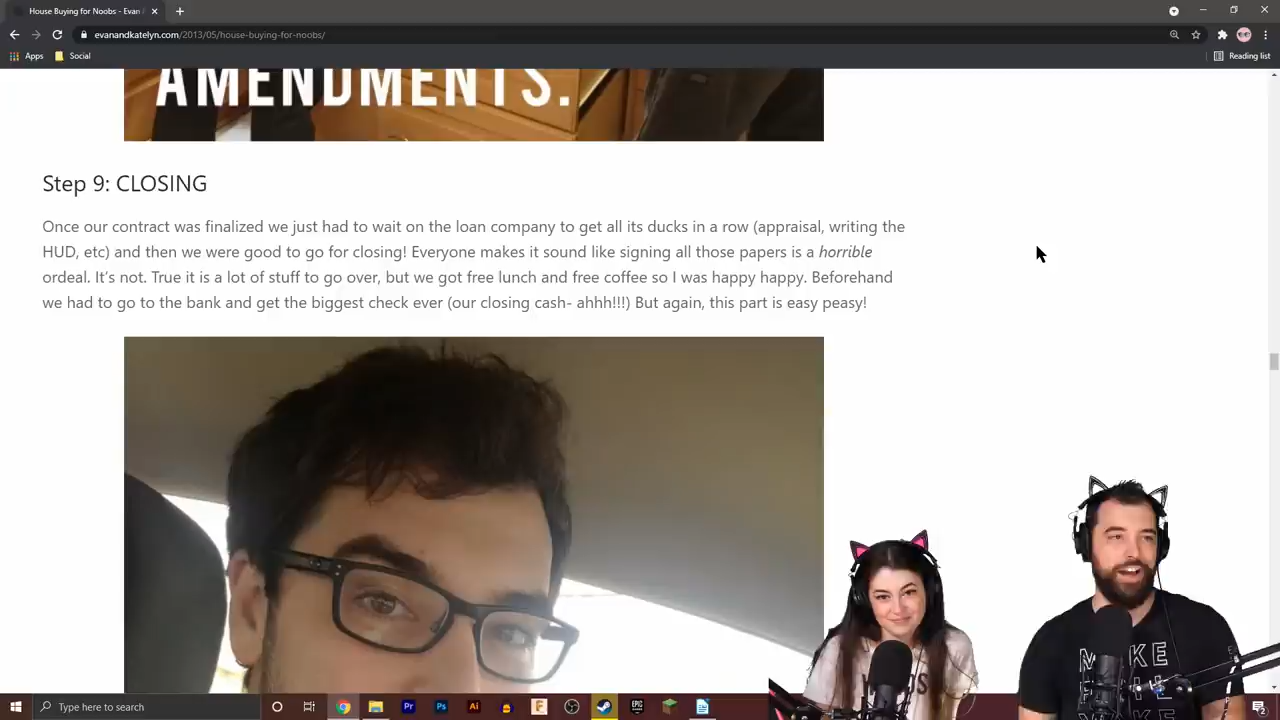 House Buying for Noobs - Evan
evanandkatelyn.com/2013/05/house-buying-for-noobs/
Apps
Social
Reading list
AMENDMENTS.
Step 9: CLOSING
Once our contract was finalized we just had to wait on the loan company to get all its ducks in a row (appraisal, writing the
HUD, etc) and then we were good to go for closing! Everyone makes it sound like signing all those papers is a horrible
ordeal. It's not. True it is a lot of stuff to go over, but we got free lunch and free coffee so I was happy happy. Beforehand
we had to go to the bank and get the biggest check ever (our closing cash- ahhh!!!) But again, this part is easy peasy!
Type here to search
Pr
Ps
Ai